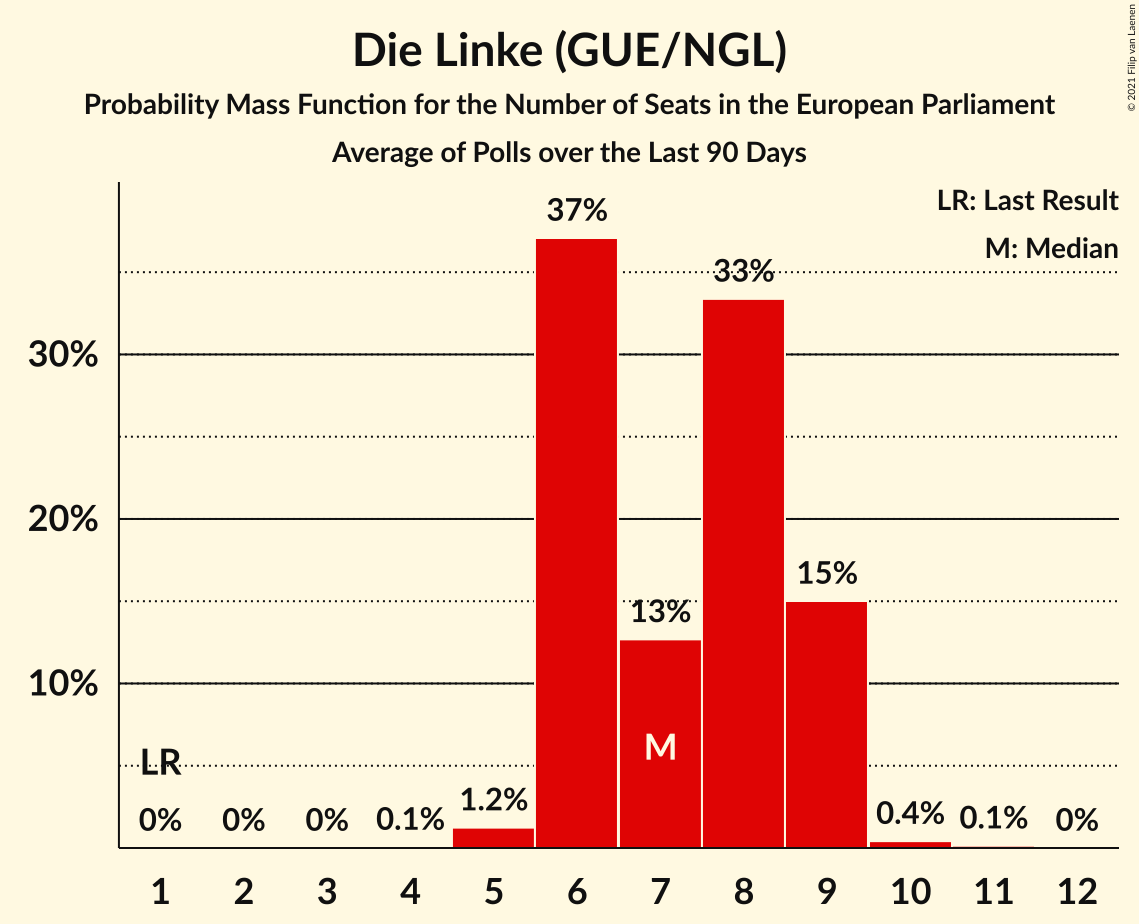 Die Linke (GUE/NGL)
Probability Mass Function for the Number of Seats in the European Parliament
Average of Polls over the Last 90 Days
© 2021 Filip van Laenen
LR: Last Result
M: Median
37%
33%
30%
20%
15%
13%
10%
M
LR
0%
0%
0%
0.1%
1.2%
0.4%
0.1%
0%
1 2 3 4 5 6 7 8 9 10 11 12